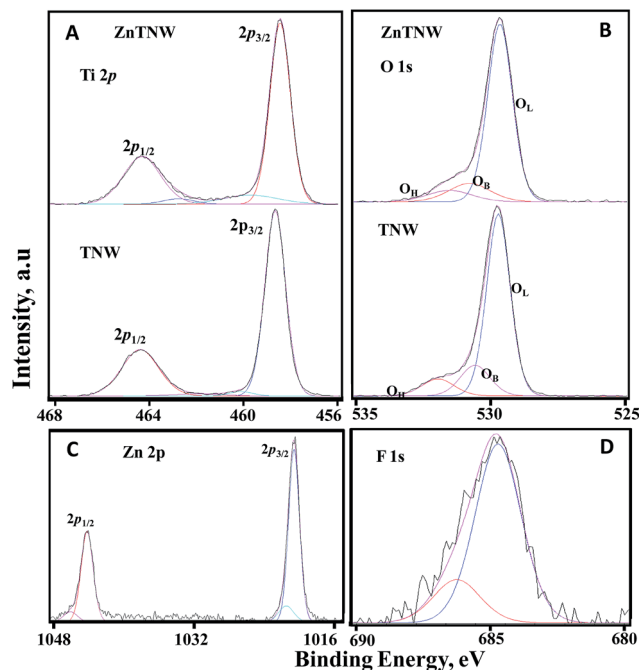 A
ZnTNW
2p3/2
Ti 2p
2p1/2
TNW
2p3/2
2p1/2
468 464 460 456
B
ZnTNW
O 1s
OL
OH
OB
TNW
OL
OH
OB
535 530 525
Intensity, a.u
C
Zn 2p
2p3/2
2p1/2
1048 1032 1016
F 1s
D
690 685 680
Binding Energy, eV